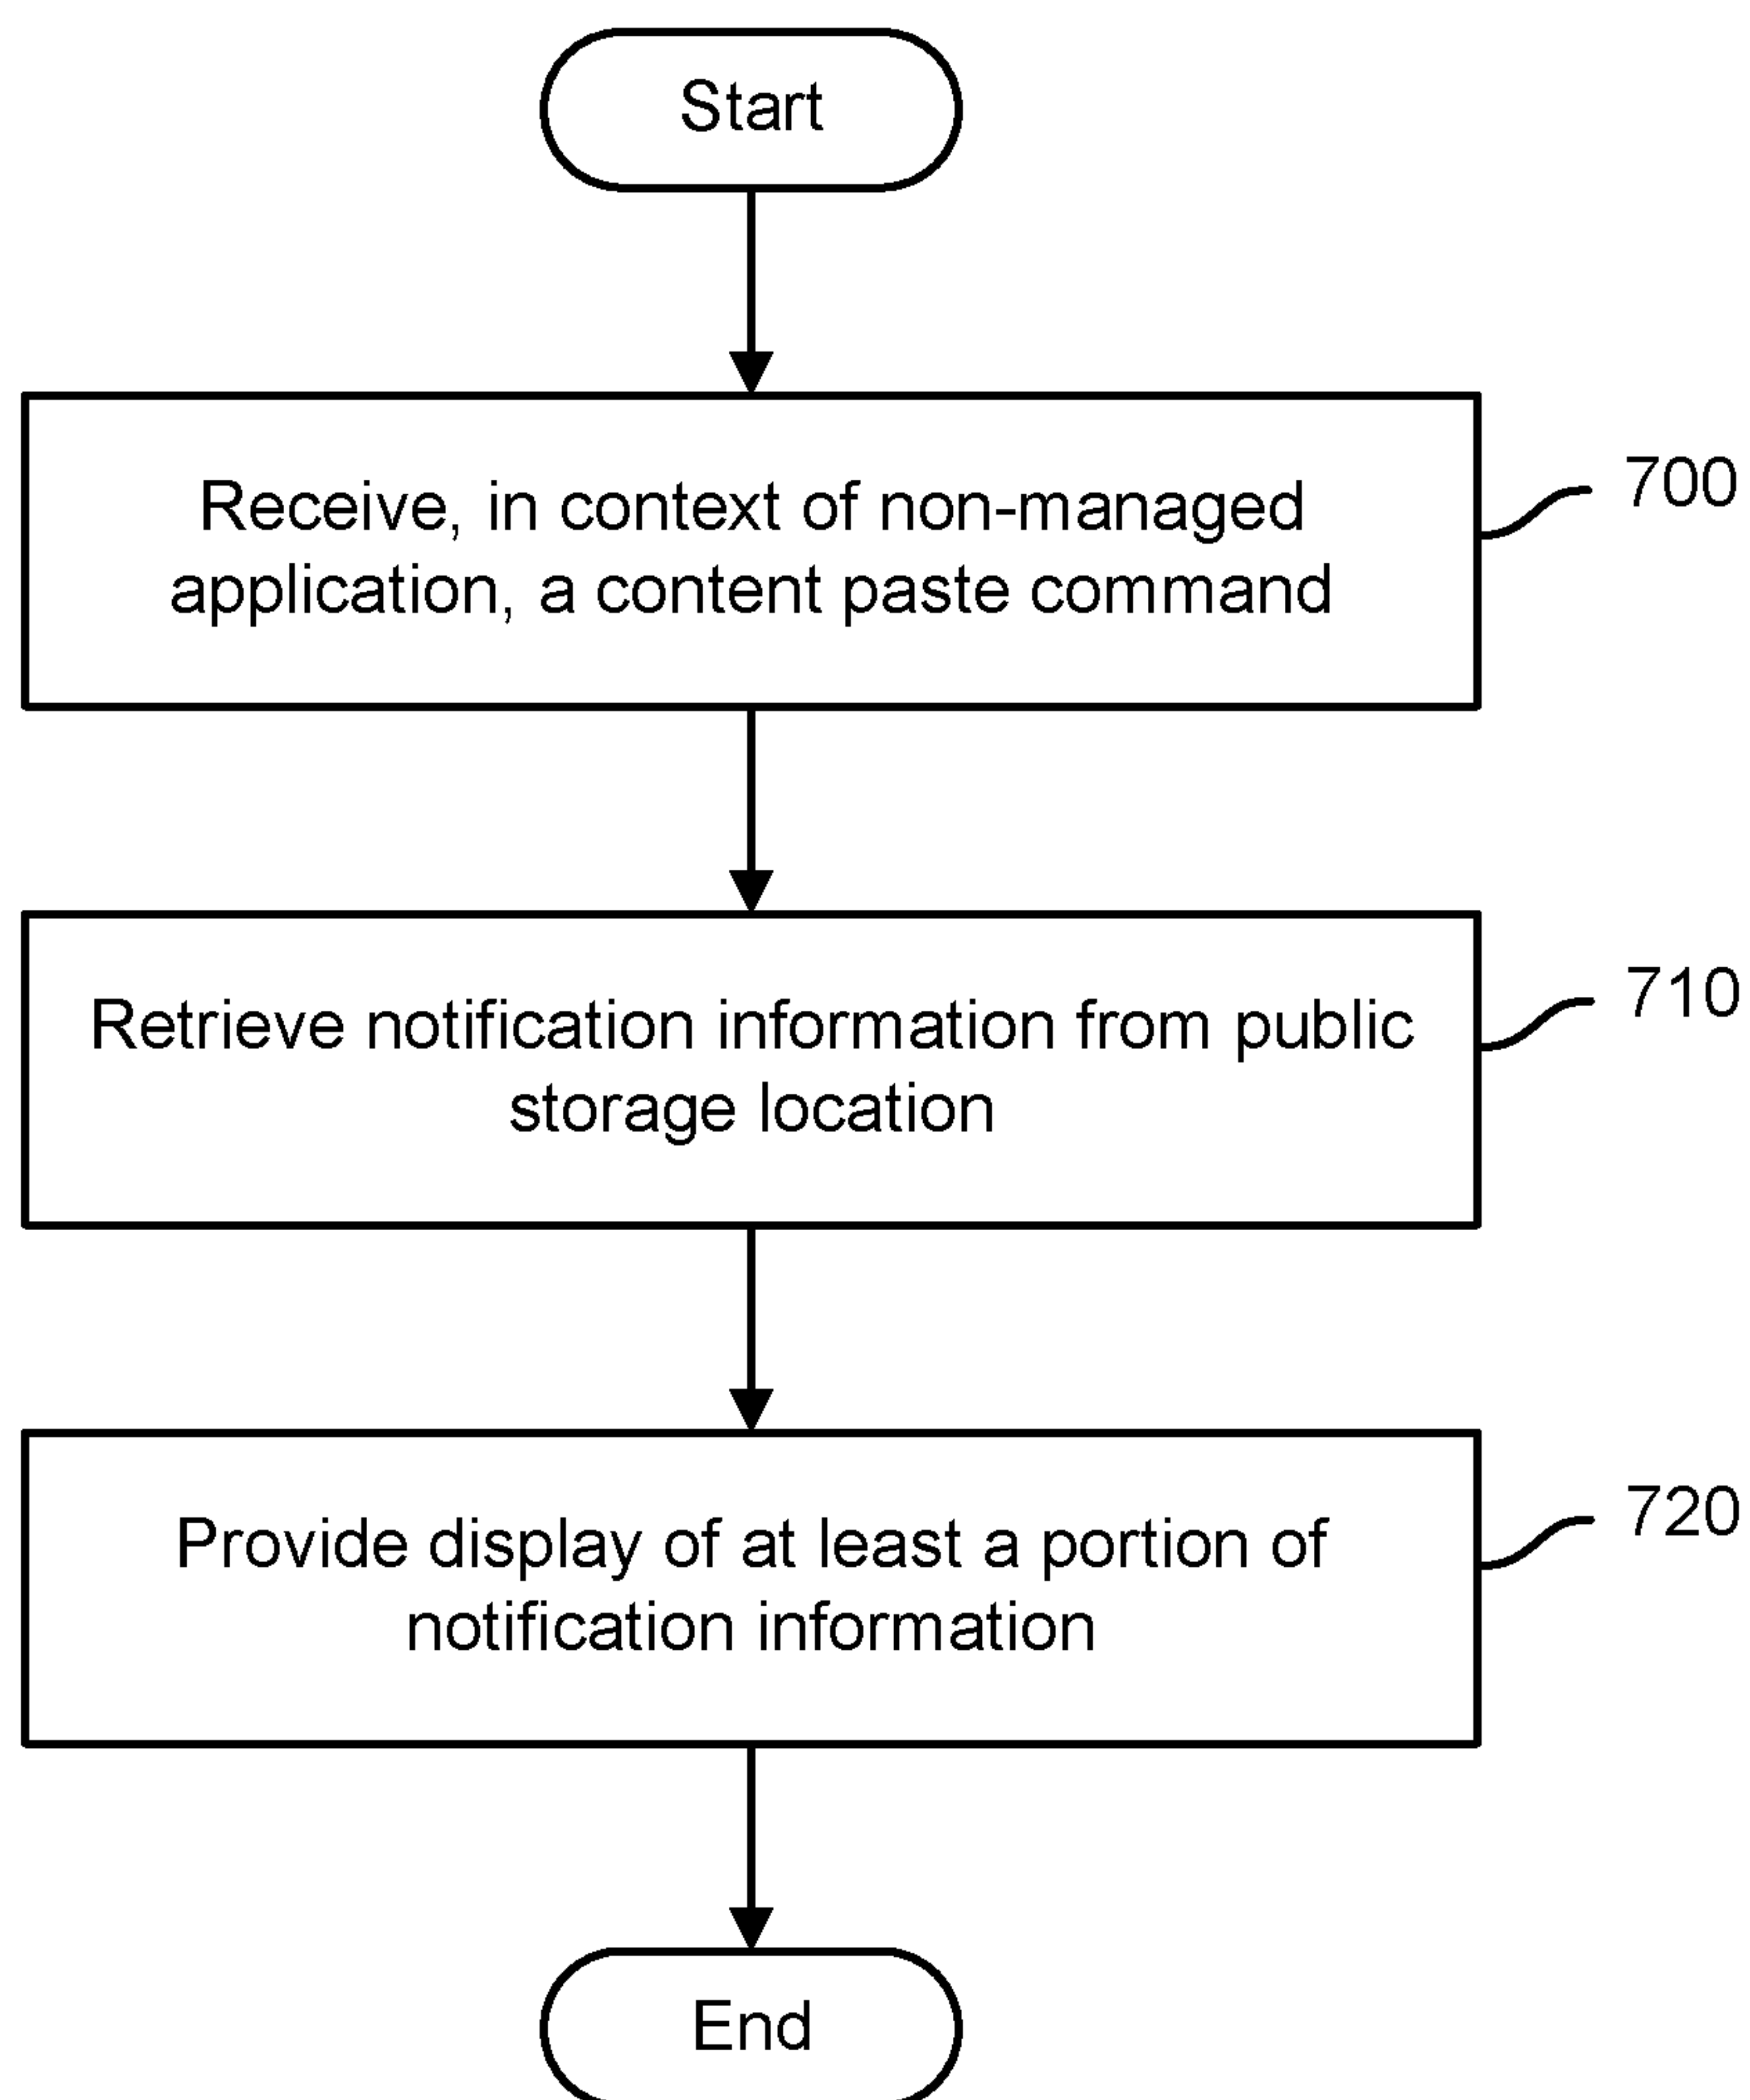 Start
Receive, in context of non-managed
application, a content paste command
700
Retrieve notification information from public
storage location
710
Provide display of at least a portion of
notification information
720
End